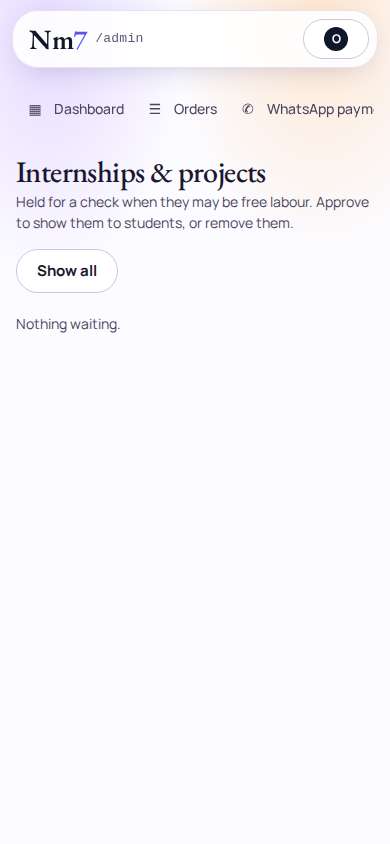 Nm7 /admin
O
Dashboard Orders WhatsApp paym
Internships & projects
Held for a check when they may be free labour. Approve
to show them to students, or remove them.
Show all
Nothing waiting.